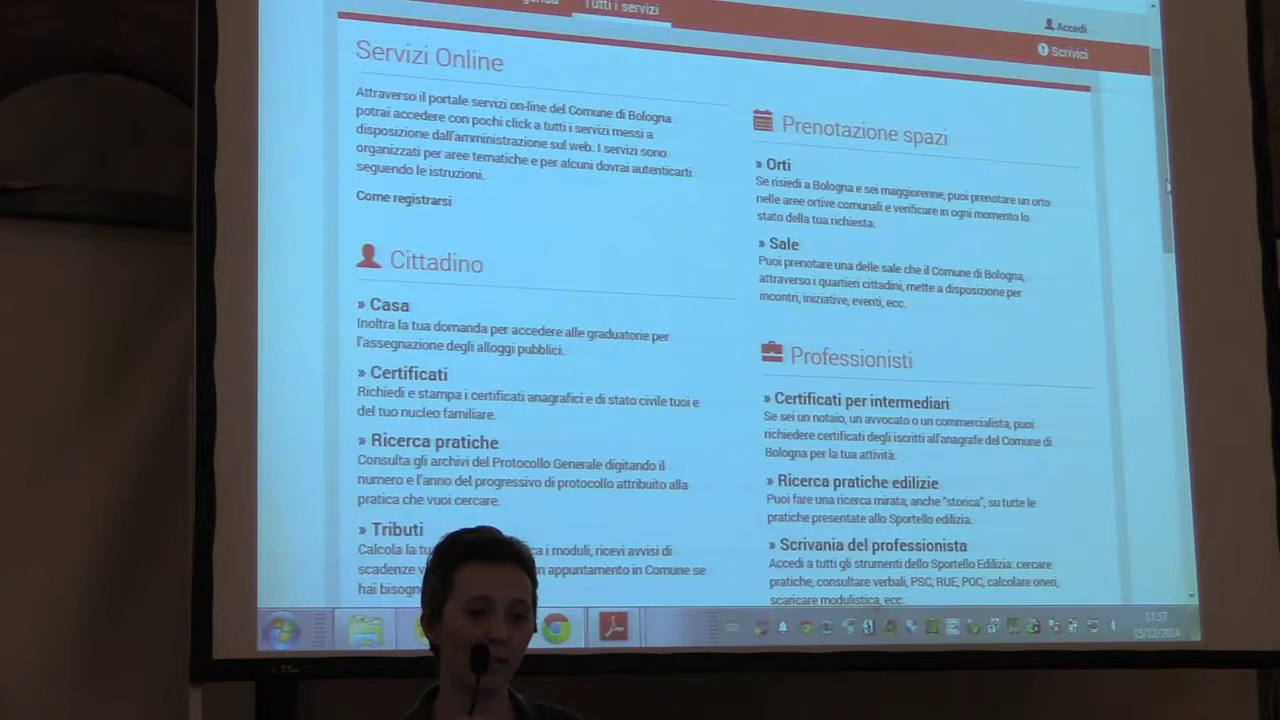 Tutti i servizi
Accedi
Scrivici
Servizi Online
Attraverso il portale servizi on-line del Comune di Bologna
potrai accedere con pochi click a tutti i servizi messi a
disposizione dall'amministrazione sul web. I servizi sono
organizzati per aree tematiche e per alcuni dovrai autenticarti
seguendo le istruzioni.
Come registrarsi
Cittadino
» Casa
Inoltra la tua domanda per accedere alle graduatorie per
l'assegnazione degli alloggi pubblici.
» Certificati
Richiedi e stampa i certificati anagrafici e di stato civile tuoi e
del tuo nucleo familiare.
» Ricerca pratiche
Consulta gli archivi del Protocollo Generale digitando il
numero e l'anno del progressivo di protocollo attribuito alla
pratica che vuoi cercare.
» Tributi
Calcola la i moduli, ricevi avvisi di
scadenze appuntamento in Comune se
hai
Prenotazione spazi
» Orti
Se risiedi a Bologna e sei maggiorenne, puoi prenotare un orto
nelle aree ortive comunali e verificare in ogni momento lo
stato della tua richiesta.
» Sale
Puoi prenotare una delle sale che il Comune di Bologna,
attraverso i quartieri cittadini, mette a disposizione per
incontri, iniziative, eventi, ecc.
Professionisti
» Certificati per intermediari
Se sei un notaio, un avvocato o un commercialista, puoi
richiedere certificati degli iscritti all'anagrafe del Comune di
Bologna per la tua attività.
» Ricerca pratiche edilizie
Puoi fare una ricerca mirata, anche "storica", su tutte le
pratiche presentate allo Sportello edilizia.
» Scrivania del professionista
Accedi a tutti gli strumenti dello Sportello Edilizia: cercare
pratiche, consultare verbali, PSC, RUE, POC, calcolare oneri,
scaricare modulistica, ecc.
17:57
15/12/2014